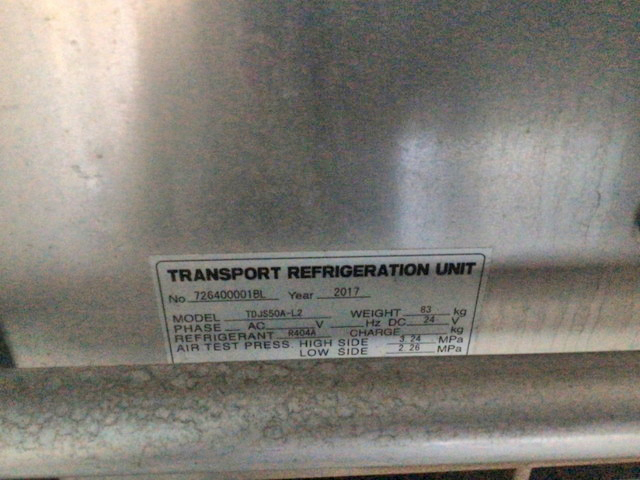 TRANSPORT REFRIGERATION UNIT
No 726400001BL Year 2017
MODEL TDJS50A-L2 WEIGHT 83 kg
PHASE AC V Hz DC 24 V
REFRIGERANT R404A CHARGE kg
AIR TEST PRESS. HIGH SIDE 3.24 MPa
LOW SIDE 2.26 MPa